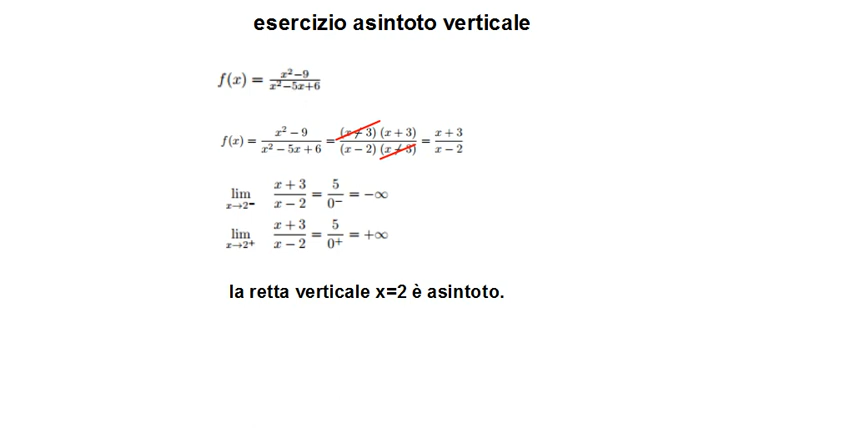 esercizio asintoto verticale
f(x) = x²−9 / x²−5x+6
f(x) = x² − 9 / x² − 5x + 6 = (x − 3) (x + 3) / (x − 2) (x − 3) = x + 3 / x − 2
lim x→2⁻ x + 3 / x − 2 = 5 / 0⁻ = −∞
lim x→2⁺ x + 3 / x − 2 = 5 / 0⁺ = +∞
la retta verticale x=2 è asintoto.